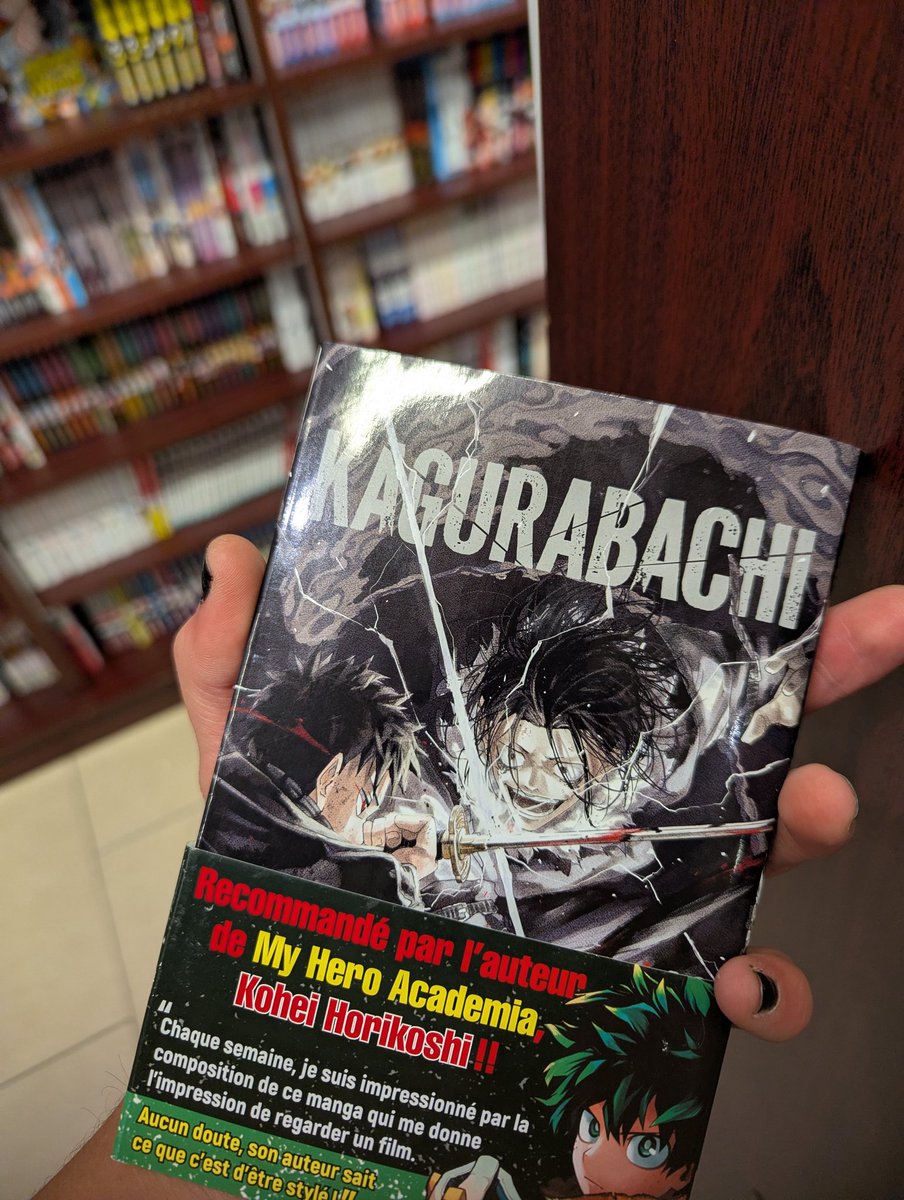 KAGURABACHI
Recommandé par l'auteur
de My Hero Academia,
Kohei Horikoshi !!
“
Chaque semaine, je suis impressionné par la
composition de ce manga qui me donne
l'impression de regarder un film.
Aucun doute, son auteur sait
ce que c'est d'être stylé ! ”